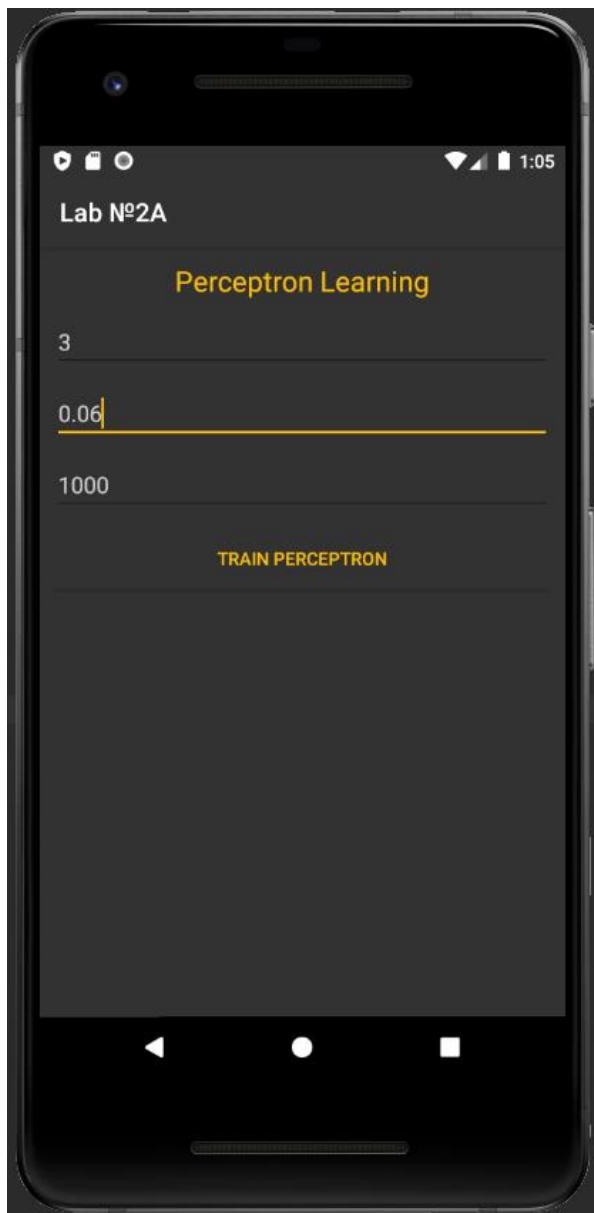 1:05
Lab №2A
Perceptron Learning
3
0.06
1000
TRAIN PERCEPTRON